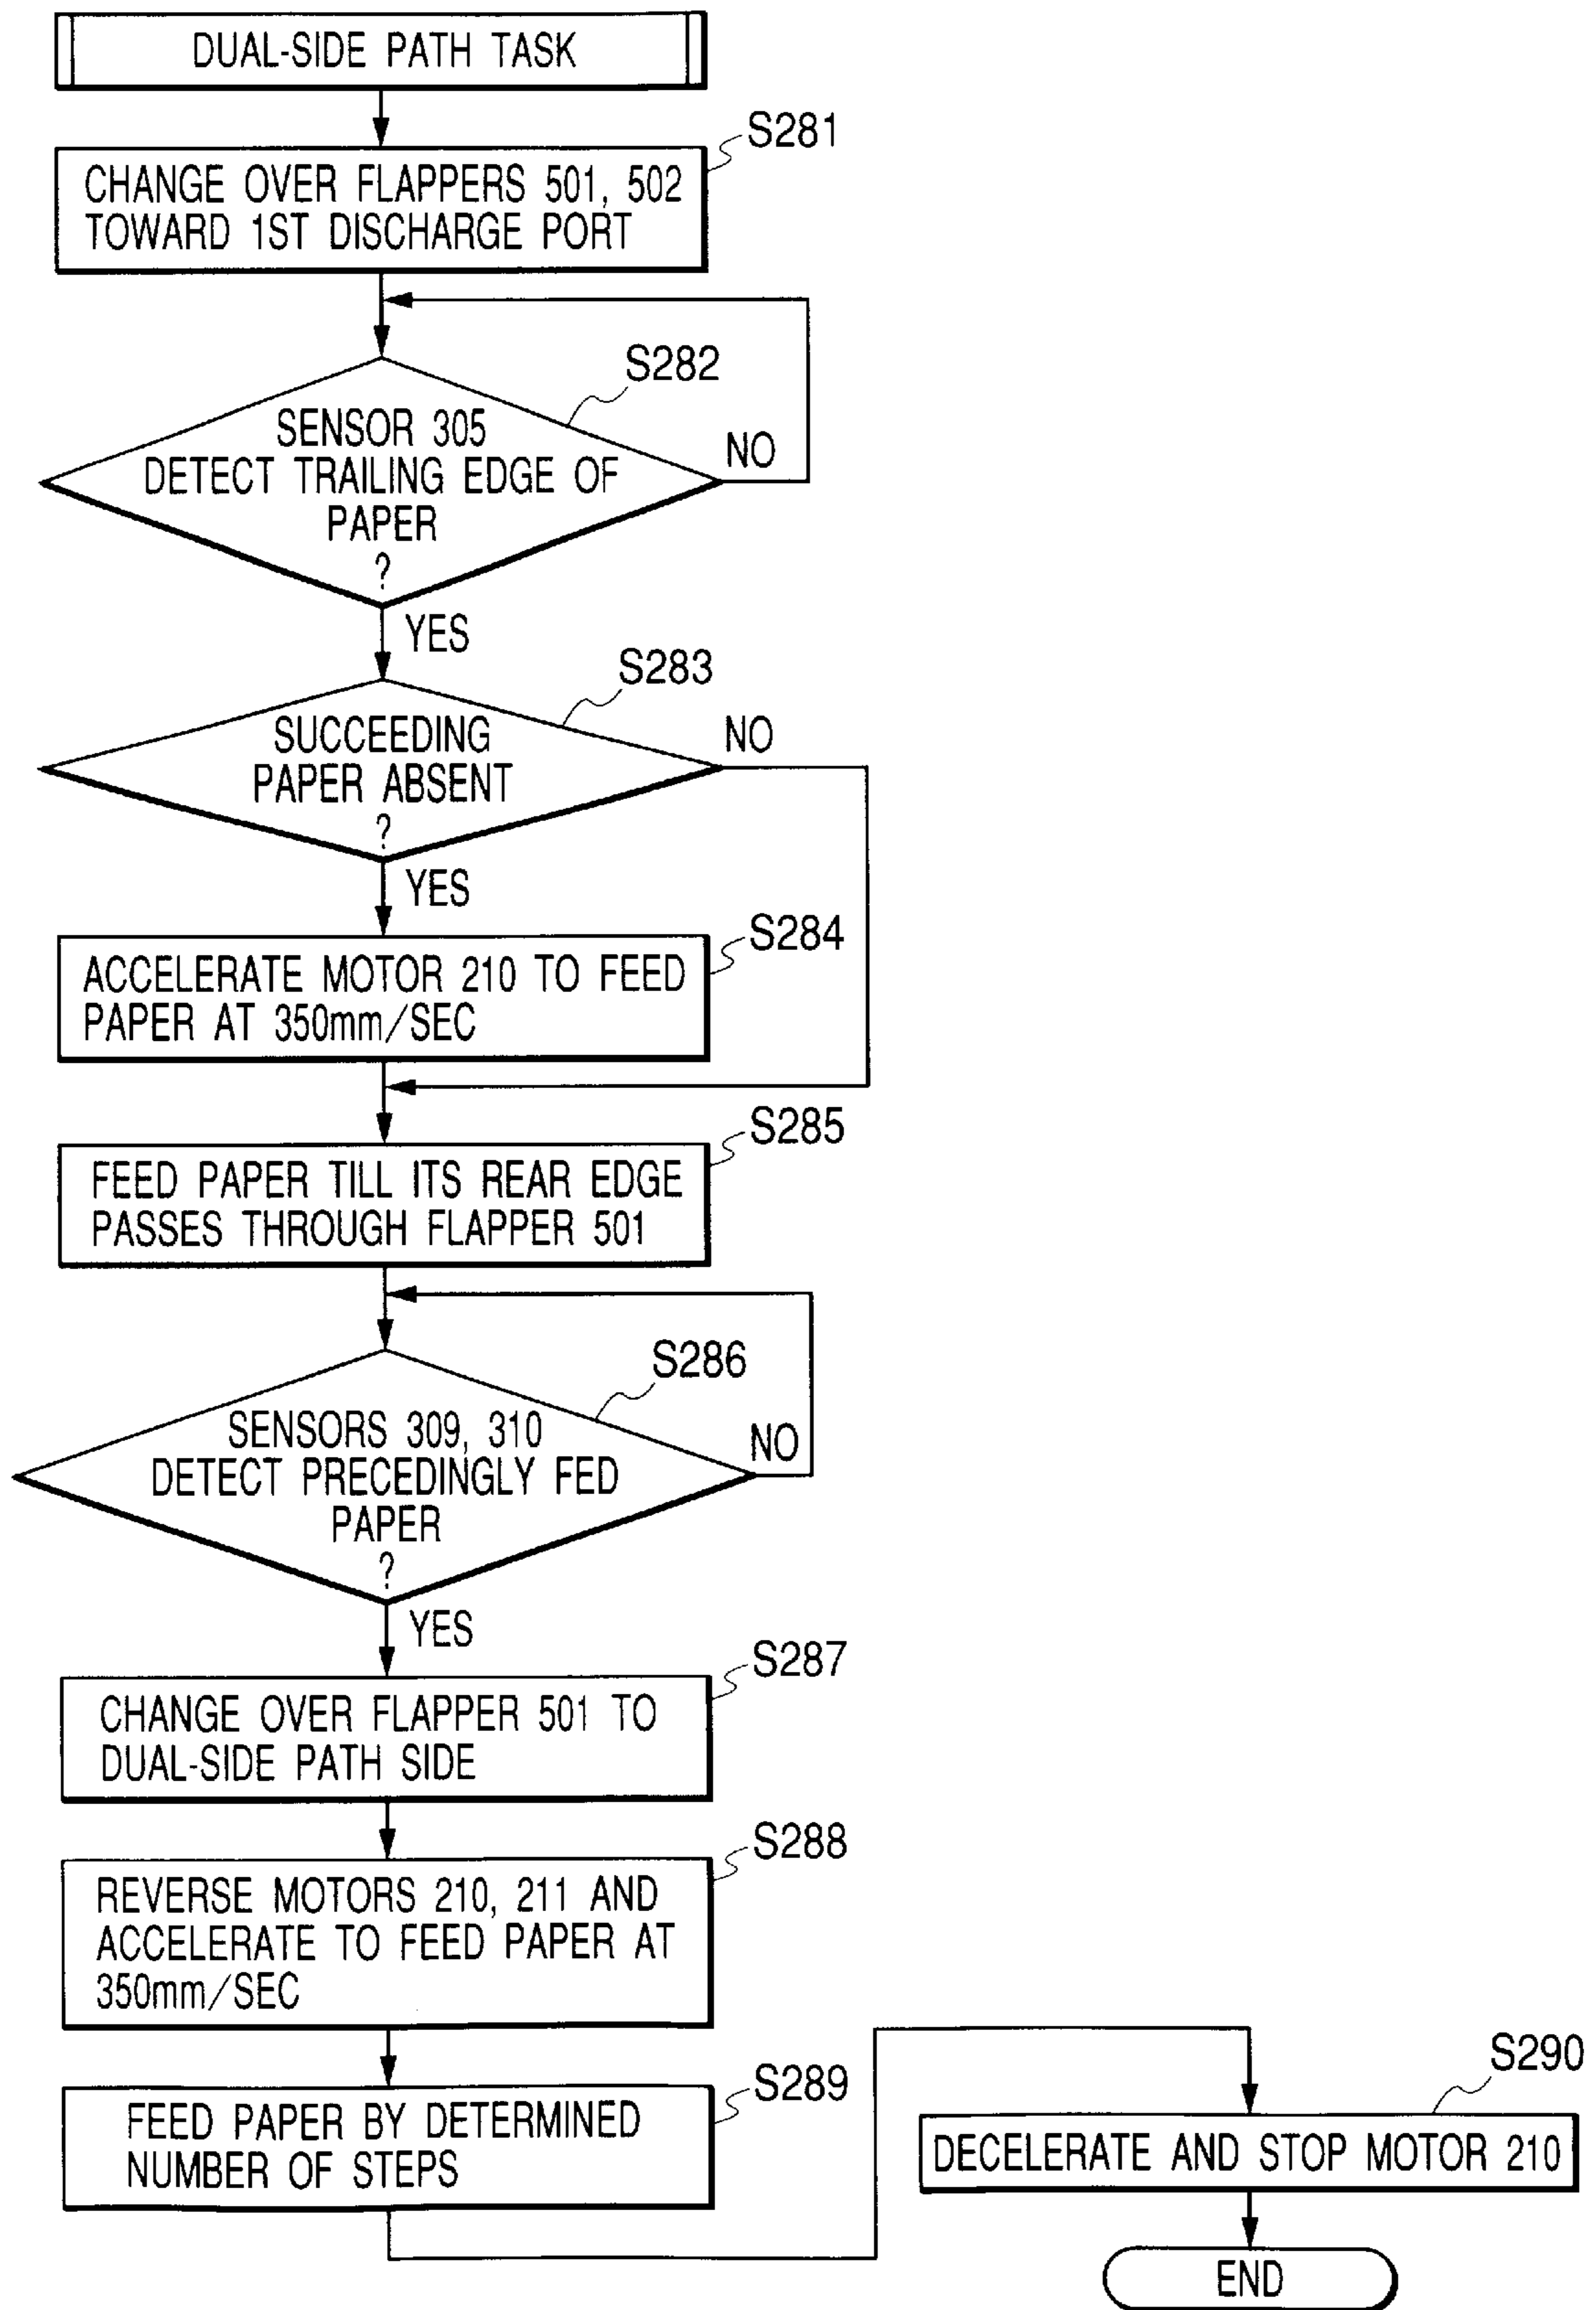 DUAL-SIDE PATH TASK
S281
CHANGE OVER FLAPPERS 501, 502
TOWARD 1ST DISCHARGE PORT
S282
SENSOR 305
DETECT TRAILING EDGE OF
PAPER
?
NO
YES
S283
SUCCEEDING
PAPER ABSENT
?
NO
YES
S284
ACCELERATE MOTOR 210 TO FEED
PAPER AT 350mm/SEC
S285
FEED PAPER TILL ITS REAR EDGE
PASSES THROUGH FLAPPER 501
S286
SENSORS 309, 310
DETECT PRECEDINGLY FED
PAPER
?
NO
YES
S287
CHANGE OVER FLAPPER 501 TO
DUAL-SIDE PATH SIDE
S288
REVERSE MOTORS 210, 211 AND
ACCELERATE TO FEED PAPER AT
350mm/SEC
S289
FEED PAPER BY DETERMINED
NUMBER OF STEPS
S290
DECELERATE AND STOP MOTOR 210
END